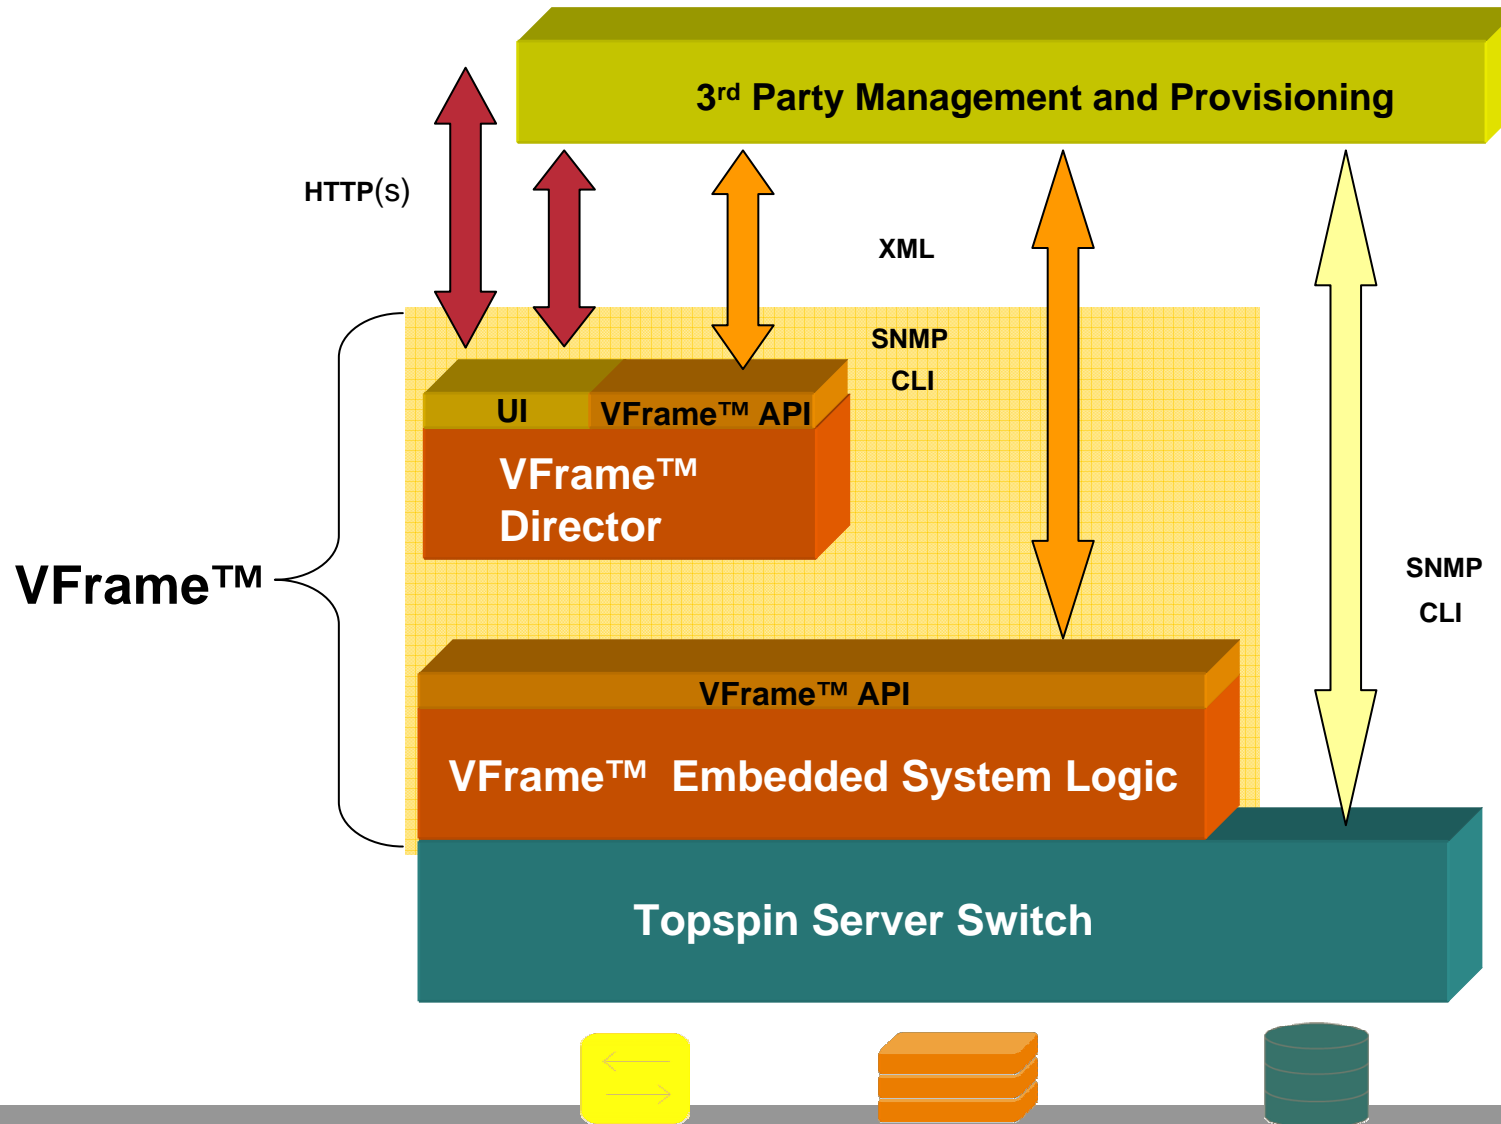 3rd Party Management and Provisioning
HTTP(s)
XML
SNMP
CLI
UI
VFrame™ API
VFrame™
Director
VFrame™
SNMP
CLI
VFrame™ API
VFrame™ Embedded System Logic
Topspin Server Switch